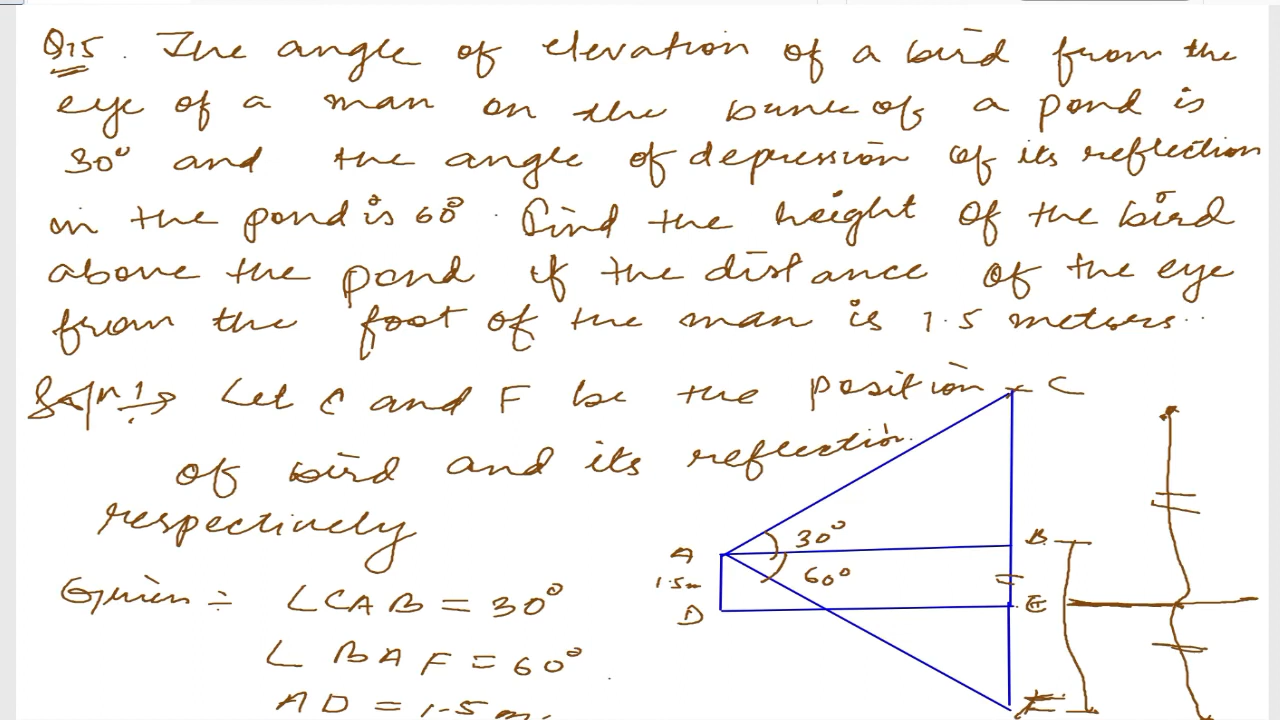 Q15. The angle of elevation of a bird from the
eye of a man on the bank of a pond is
30° and the angle of depression of its reflection
in the pond is 60°. Find the height of the bird
above the pond if the distance of the eye
from the foot of the man is 1.5 meters.
Soln:→ Let C and F be the position
of bird and its reflection
respectively
Given:- ∠CAB = 30°
∠BAF = 60°
AD = 1.5 m.
C
30°
B
A
60°
1.5m
E
D
F